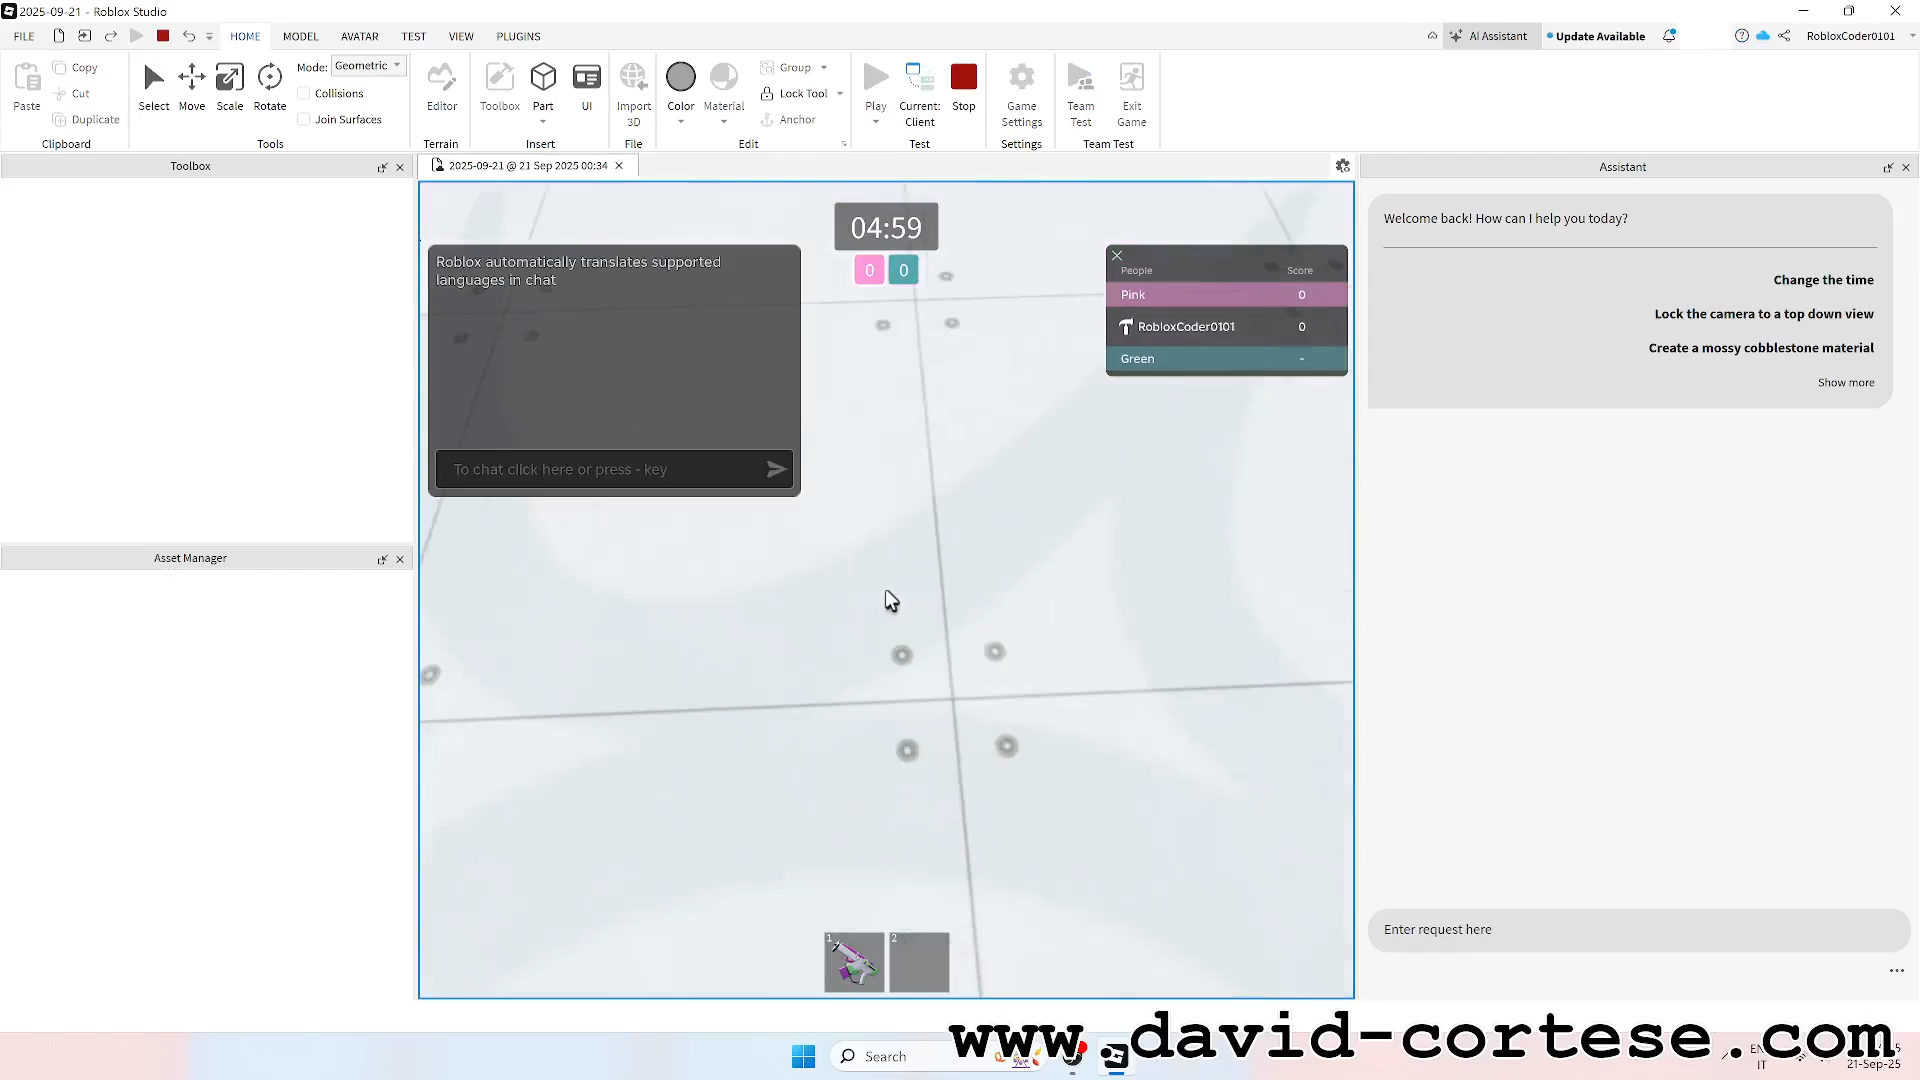 2025-09-21 - Roblox Studio
FILE
HOME
MODEL
AVATAR
TEST
VIEW
PLUGINS
AI Assistant
Update Available
RobloxCoder0101
Paste
Copy
Cut
Duplicate
Clipboard
Select
Move
Scale
Rotate
Mode:
Geometric
Collisions
Join Surfaces
Tools
Editor
Terrain
Toolbox
Part
UI
Insert
Import
3D
File
Color
Material
Group
Lock Tool
Anchor
Edit
Play
Current:
Client
Stop
Test
Game
Settings
Settings
Team
Test
Exit
Game
Team Test
Toolbox
2025-09-21 @ 21 Sep 2025 00:34
Assistant
Asset Manager
Roblox automatically translates supported
languages in chat
To chat click here or press - key
04:59
0 0
People Score
Pink 0
RobloxCoder0101 0
Green -
1
2
Welcome back! How can I help you today?
Change the time
Lock the camera to a top down view
Create a mossy cobblestone material
Show more
Enter request here
www.david-cortese.com
Search
IT
21-Sep-25